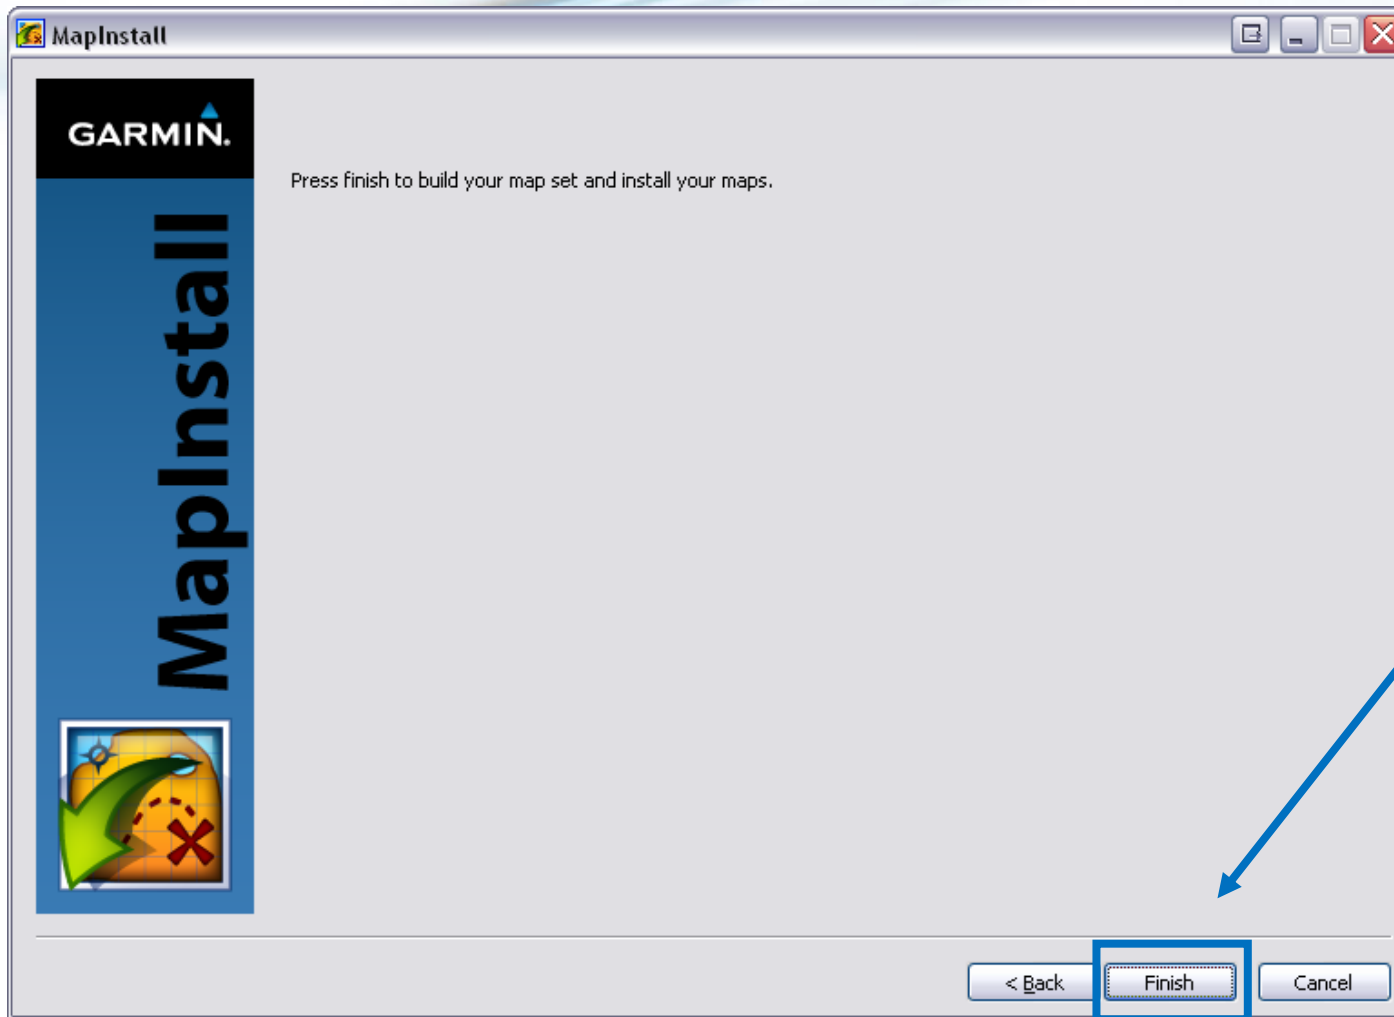 MapInstall
GARMIN.
Press finish to build your map set and install your maps.
MapInstall
< Back
Finish
Cancel